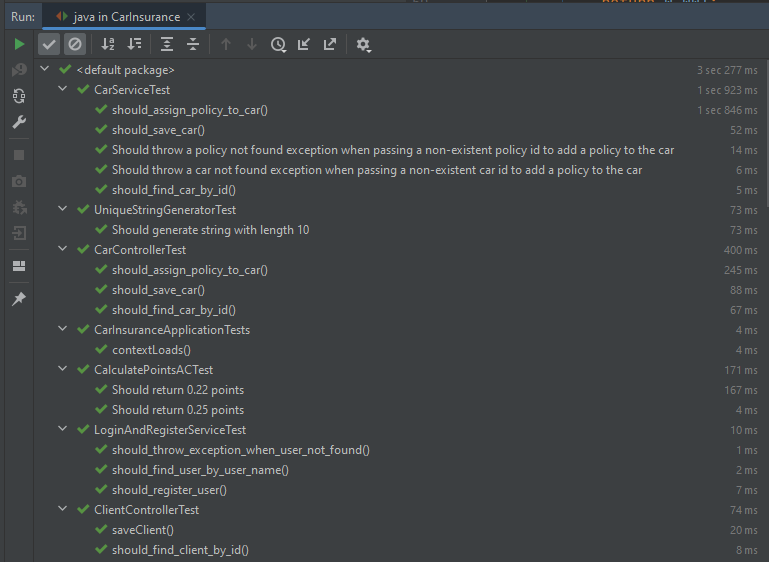 Run: java in CarInsurance
<default package> 3 sec 277 ms
CarServiceTest 1 sec 923 ms
should_assign_policy_to_car() 1 sec 846 ms
should_save_car() 52 ms
Should throw a policy not found exception when passing a non-existent policy id to add a policy to the car 14 ms
Should throw a car not found exception when passing a non-existent car id to add a policy to the car 6 ms
should_find_car_by_id() 5 ms
UniqueStringGeneratorTest 73 ms
Should generate string with length 10 73 ms
CarControllerTest 400 ms
should_assign_policy_to_car() 245 ms
should_save_car() 88 ms
should_find_car_by_id() 67 ms
CarInsuranceApplicationTests 4 ms
contextLoads() 4 ms
CalculatePointsACTest 171 ms
Should return 0.22 points 167 ms
Should return 0.25 points 4 ms
LoginAndRegisterServiceTest 10 ms
should_throw_exception_when_user_not_found() 1 ms
should_find_user_by_user_name() 2 ms
should_register_user() 7 ms
ClientControllerTest 74 ms
saveClient() 20 ms
should_find_client_by_id() 8 ms